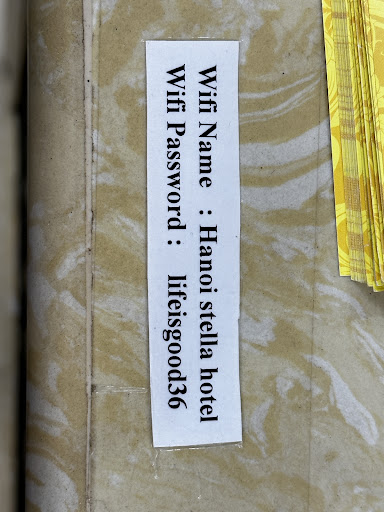 Wifi Name : Hanoi stella hotel
Wifi Password : lifeisgood36